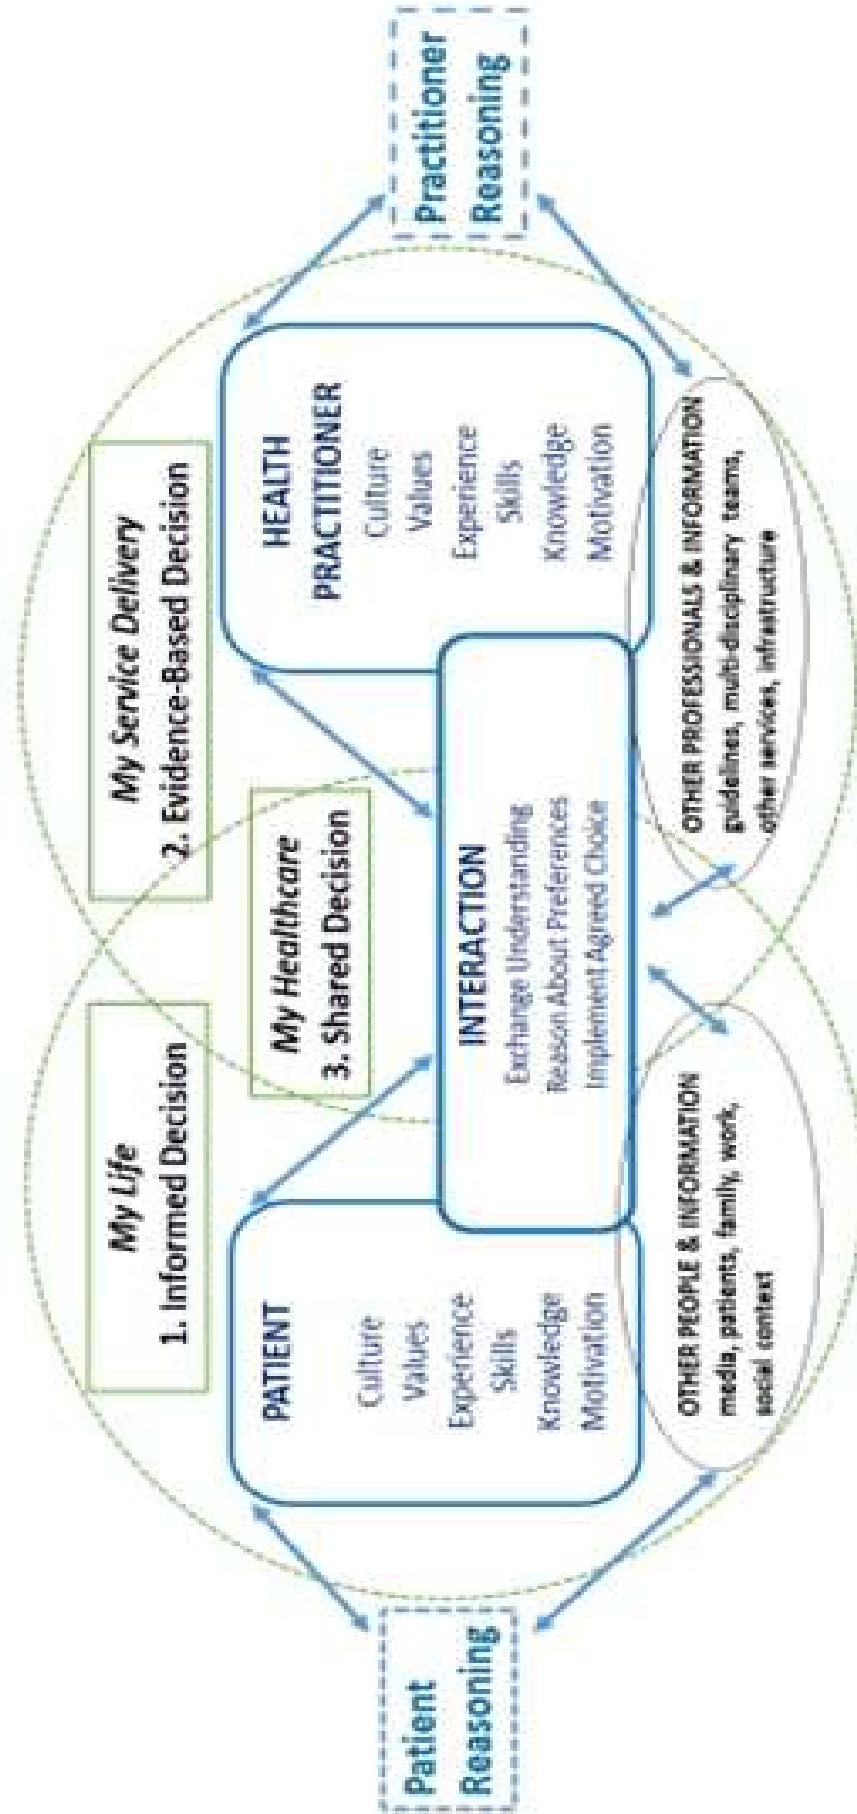 My Life
1. Informed Decision
My Service Delivery
2. Evidence-Based Decision
My Healthcare
3. Shared Decision
Patient
Reasoning
PATIENT
Culture
Values
Experience
Skills
Knowledge
Motivation
INTERACTION
Exchange Understanding
Reason About Preferences
Implement Agreed Choice
HEALTH
PRACTITIONER
Culture
Values
Experience
Skills
Knowledge
Motivation
Practitioner
Reasoning
OTHER PEOPLE & INFORMATION
media, patients, family, work,
social context
OTHER PROFESSIONALS & INFORMATION
guidelines, multi-disciplinary teams,
other services, infrastructure